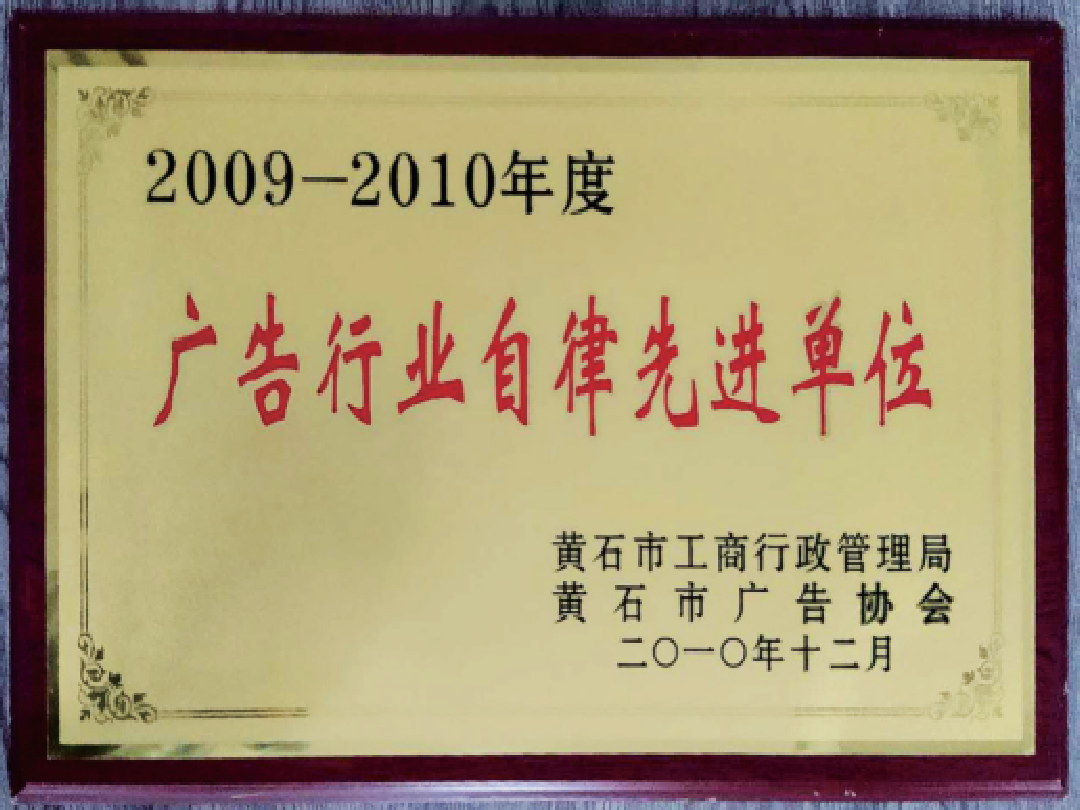 2009—2010年度
广告行业自律先进单位
黄石市工商行政管理局
黄石市广告协会
二〇一〇年十二月